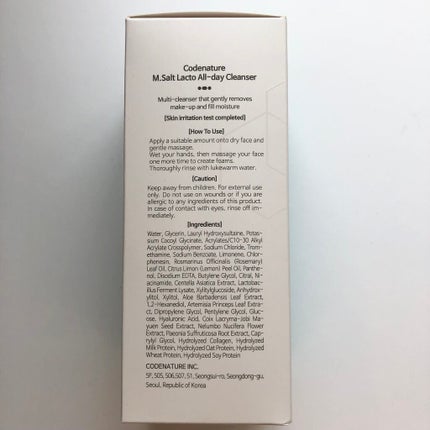 Codenature
M.Salt Lacto All-day Cleanser
Multi-cleanser that gently removes
make-up and fill moisture
[Skin irritation test completed]
[How To Use]
Apply a suitable amount onto dry face and
gentle massage.
Wet your hands, then massage your face
one more time to create foams.
Thoroughly rinse with lukewarm water.
[Caution]
Keep away from children. For external use
only. Do not use on wounds or if you are
allergic to any ingredients of this product.
In case of contact with eyes, rinse off im-
mediately.
[Ingredients]
Water, Glycerin, Lauryl Hydroxysultaine, Potas-
sium Cocoyl Glycinate, Acrylates/C10-30 Alkyl
Acrylate Crosspolymer, Sodium Chloride, Trom-
ethamine, Sodium Benzoate, Limonene, Chlor-
phenesin, Rosmarinus Officinalis (Rosemary)
Leaf Oil, Citrus Limon (Lemon) Peel Oil, Panthe-
nol, Disodium EDTA, Butylene Glycol, Citral, Ni-
acinamide, Centella Asiatica Extract, Lactobac-
illus Ferment Lysate, Xylitylglucoside, Anhydrox-
ylitol, Xylitol, Aloe Barbadensis Leaf Extract,
1,2-Hexanediol, Artemisia Princeps Leaf Extra-
ct, Dipropylene Glycol, Pentylene Glycol, Gluc-
ose, Hyaluronic Acid, Coix Lacryma-Jobi Ma-
yuen Seed Extract, Nelumbo Nucifera Flower
Extract, Paeonia Suffruticosa Root Extract, Cap-
rylyl Glycol, Hydrolyzed Collagen, Hydrolyzed
Milk Protein, Hydrolyzed Oat Protein, Hydrolyzed
Wheat Protein, Hydrolyzed Soy Protein
CODENATURE INC.
5F, 505, 506,507, 51, Seongsui-ro, Seongdong-gu,
Seoul, Republic of Korea